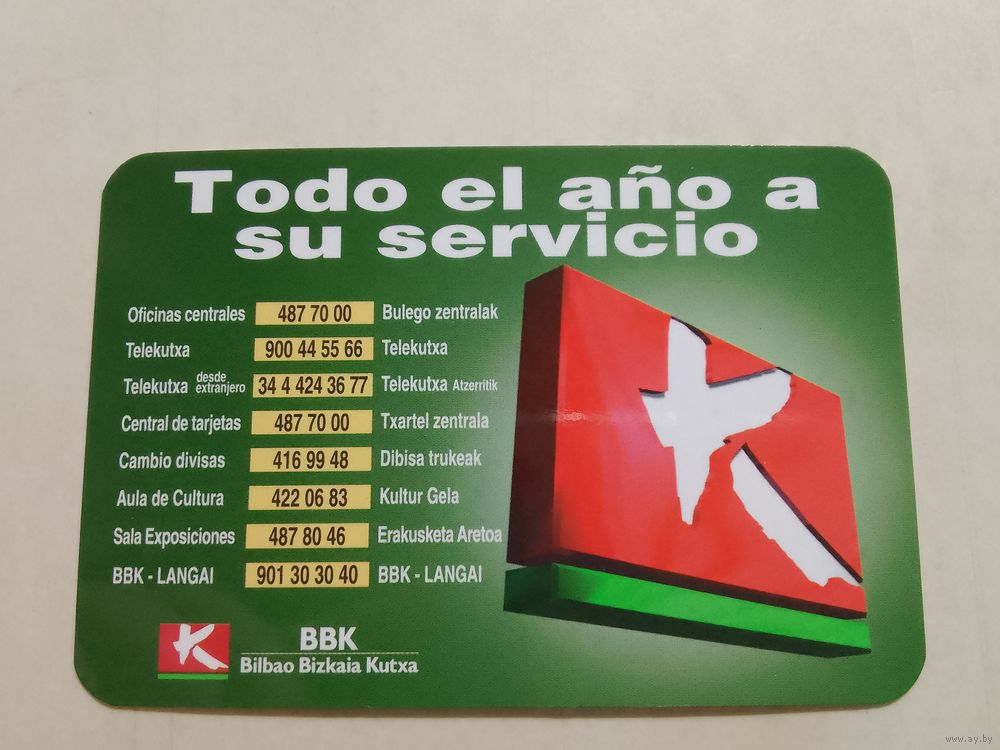 Todo el año a
su servicio
Oficinas centrales 487 70 00 Bulego zentralak
Telekutxa 900 44 55 66 Telekutxa
Telekutxa desde extranjero 34 4 424 36 77 Telekutxa Atzerritik
Central de tarjetas 487 70 00 Txartel zentrala
Cambio divisas 416 99 48 Dibisa trukeak
Aula de Cultura 422 06 83 Kultur Gela
Sala Exposiciones 487 80 46 Erakusketa Aretoa
BBK - LANGAI 901 30 30 40 BBK - LANGAI
BBK
Bilbao Bizkaia Kutxa
www.ay.by